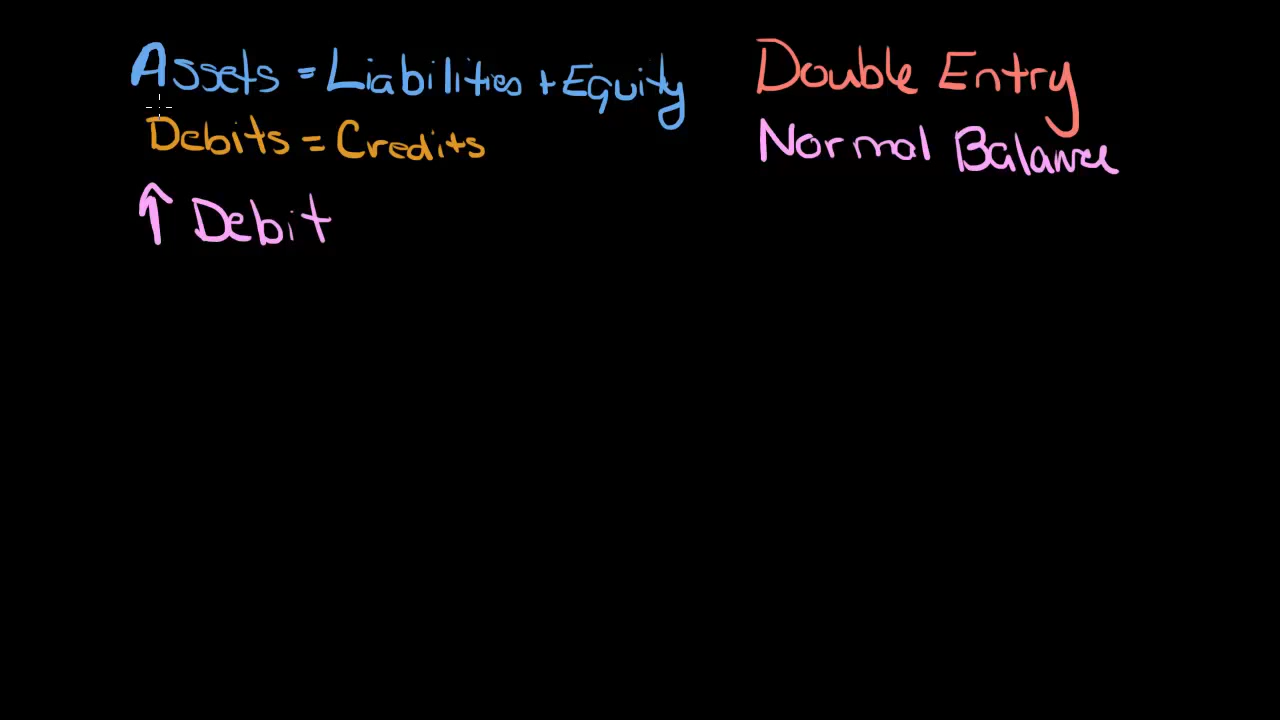 Assets = Liabilities + Equity
Debits = Credits
↑ Debit
Double Entry
Normal Balance